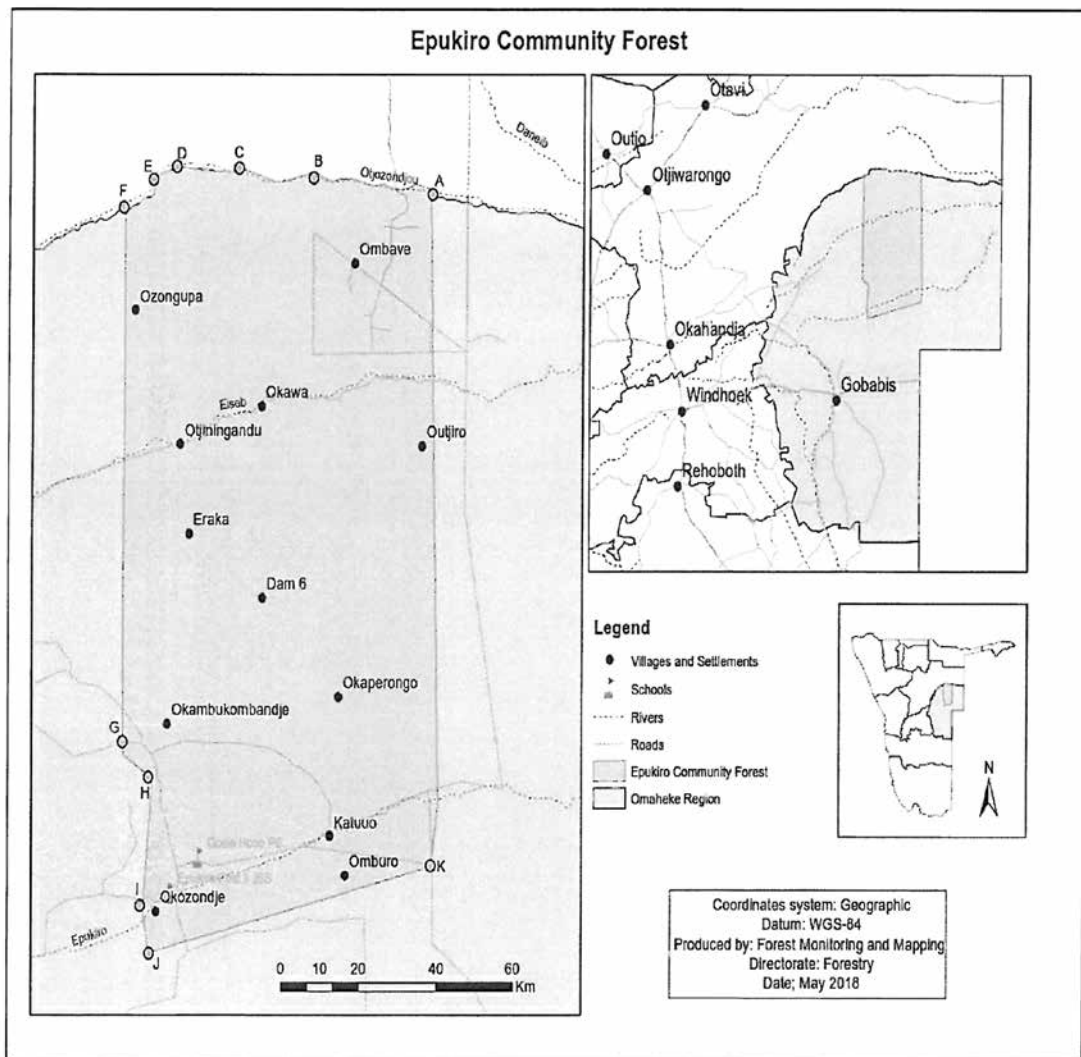 Epukiro Community Forest
Daneib
D
C
B
E
Otjozondjou
A
F
Ombave
Ozongupa
Okawa
Eiseb
Otjiningandu
Outjiro
Eraka
Dam 6
Okaperongo
Okambukombandje
G
H
Kaluuo
Omburo
K
I
Okozondje
Epukiro
J
0 10 20 40 60
Km
Otavi
Outjo
Otjiwarongo
Okahandja
Gobabis
Windhoek
Rehoboth
Legend
Villages and Settlements
Schools
Rivers
Roads
Epukiro Community Forest
Omaheke Region
N
Coordinates system: Geographic
Datum: WGS-84
Produced by: Forest Monitoring and Mapping
Directorate: Forestry
Date; May 2018